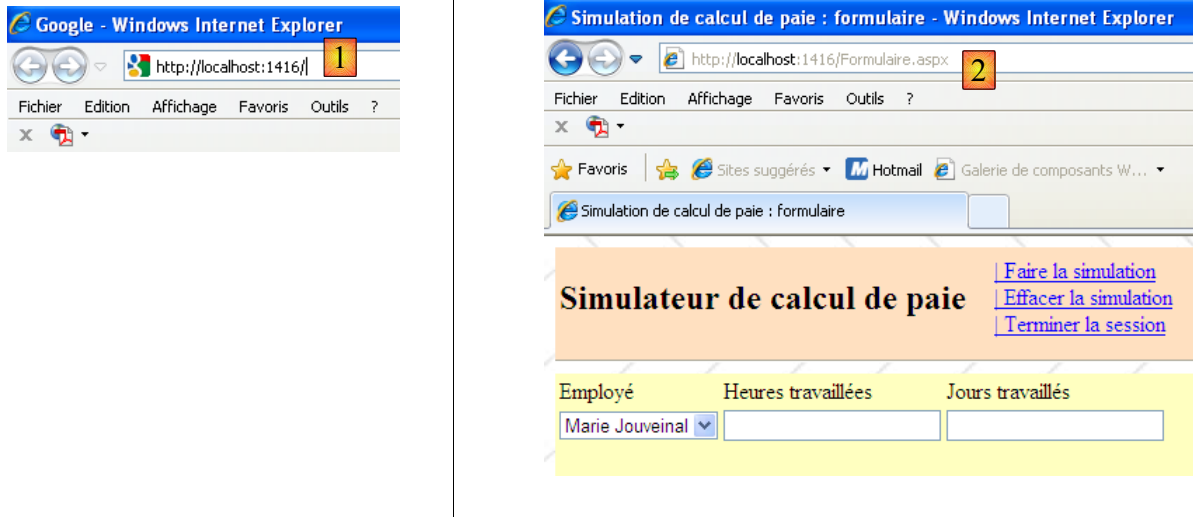 Google - Windows Internet Explorer
http://localhost:1416/
1
Fichier Edition Affichage Favoris Outils ?
x
Simulation de calcul de paie : formulaire - Windows Internet Explorer
http://localhost:1416/Formulaire.aspx
2
Fichier Edition Affichage Favoris Outils ?
x
Favoris Sites suggérés Hotmail Galerie de composants W...
Simulation de calcul de paie : formulaire
Simulateur de calcul de paie
| Faire la simulation
| Effacer la simulation
| Terminer la session
Employé Heures travaillées Jours travaillés
Marie Jouveinal